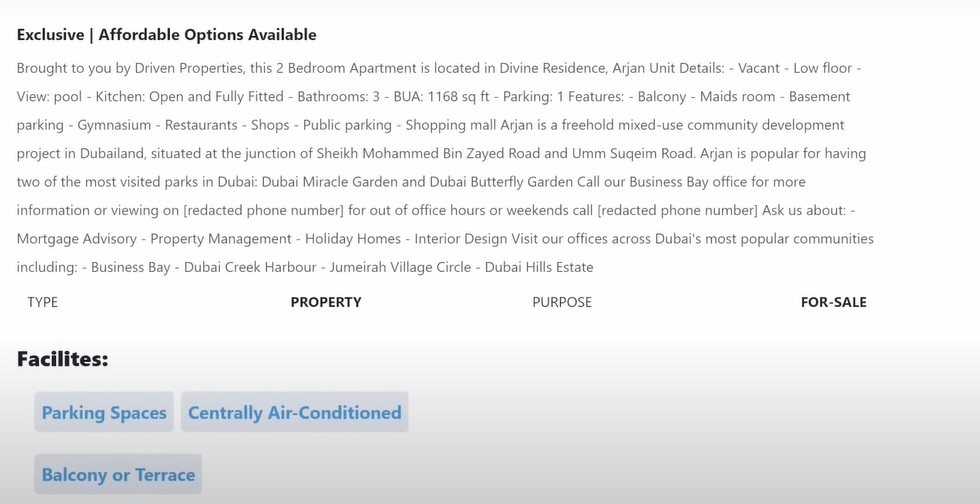 Exclusive | Affordable Options Available
Brought to you by Driven Properties, this 2 Bedroom Apartment is located in Divine Residence, Arjan Unit Details: - Vacant - Low floor -
View: pool - Kitchen: Open and Fully Fitted - Bathrooms: 3 - BUA: 1168 sq ft - Parking: 1 Features: - Balcony - Maids room - Basement
parking - Gymnasium - Restaurants - Shops - Public parking - Shopping mall Arjan is a freehold mixed-use community development
project in Dubailand, situated at the junction of Sheikh Mohammed Bin Zayed Road and Umm Suqeim Road. Arjan is popular for having
two of the most visited parks in Dubai: Dubai Miracle Garden and Dubai Butterfly Garden Call our Business Bay office for more
information or viewing on [redacted phone number] for out of office hours or weekends call [redacted phone number] Ask us about: -
Mortgage Advisory - Property Management - Holiday Homes - Interior Design Visit our offices across Dubai's most popular communities
including: - Business Bay - Dubai Creek Harbour - Jumeirah Village Circle - Dubai Hills Estate
TYPE PROPERTY PURPOSE FOR-SALE
Facilites:
Parking Spaces Centrally Air-Conditioned
Balcony or Terrace